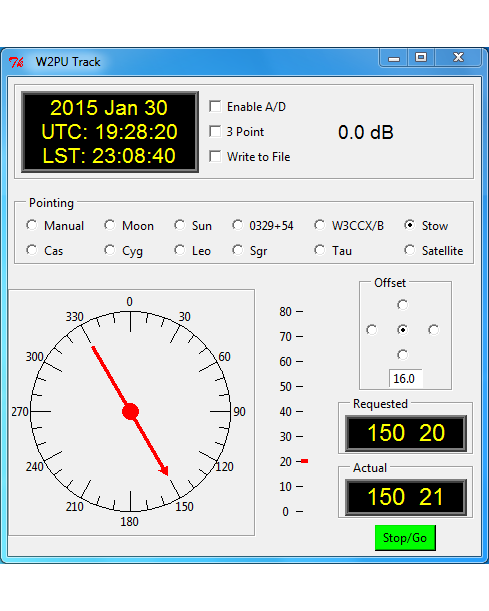 W2PU Track
2015 Jan 30
UTC: 19:28:20
LST: 23:08:40
Enable A/D
3 Point
Write to File
0.0 dB
Pointing
Manual Moon Sun 0329+54 W3CCX/B Stow
Cas Cyg Leo Sgr Tau Satellite
0
30
60
90
120
150
180
210
240
270
300
330
80
70
60
50
40
30
20
10
0
Offset
16.0
Requested
150 20
Actual
150 21
Stop/Go